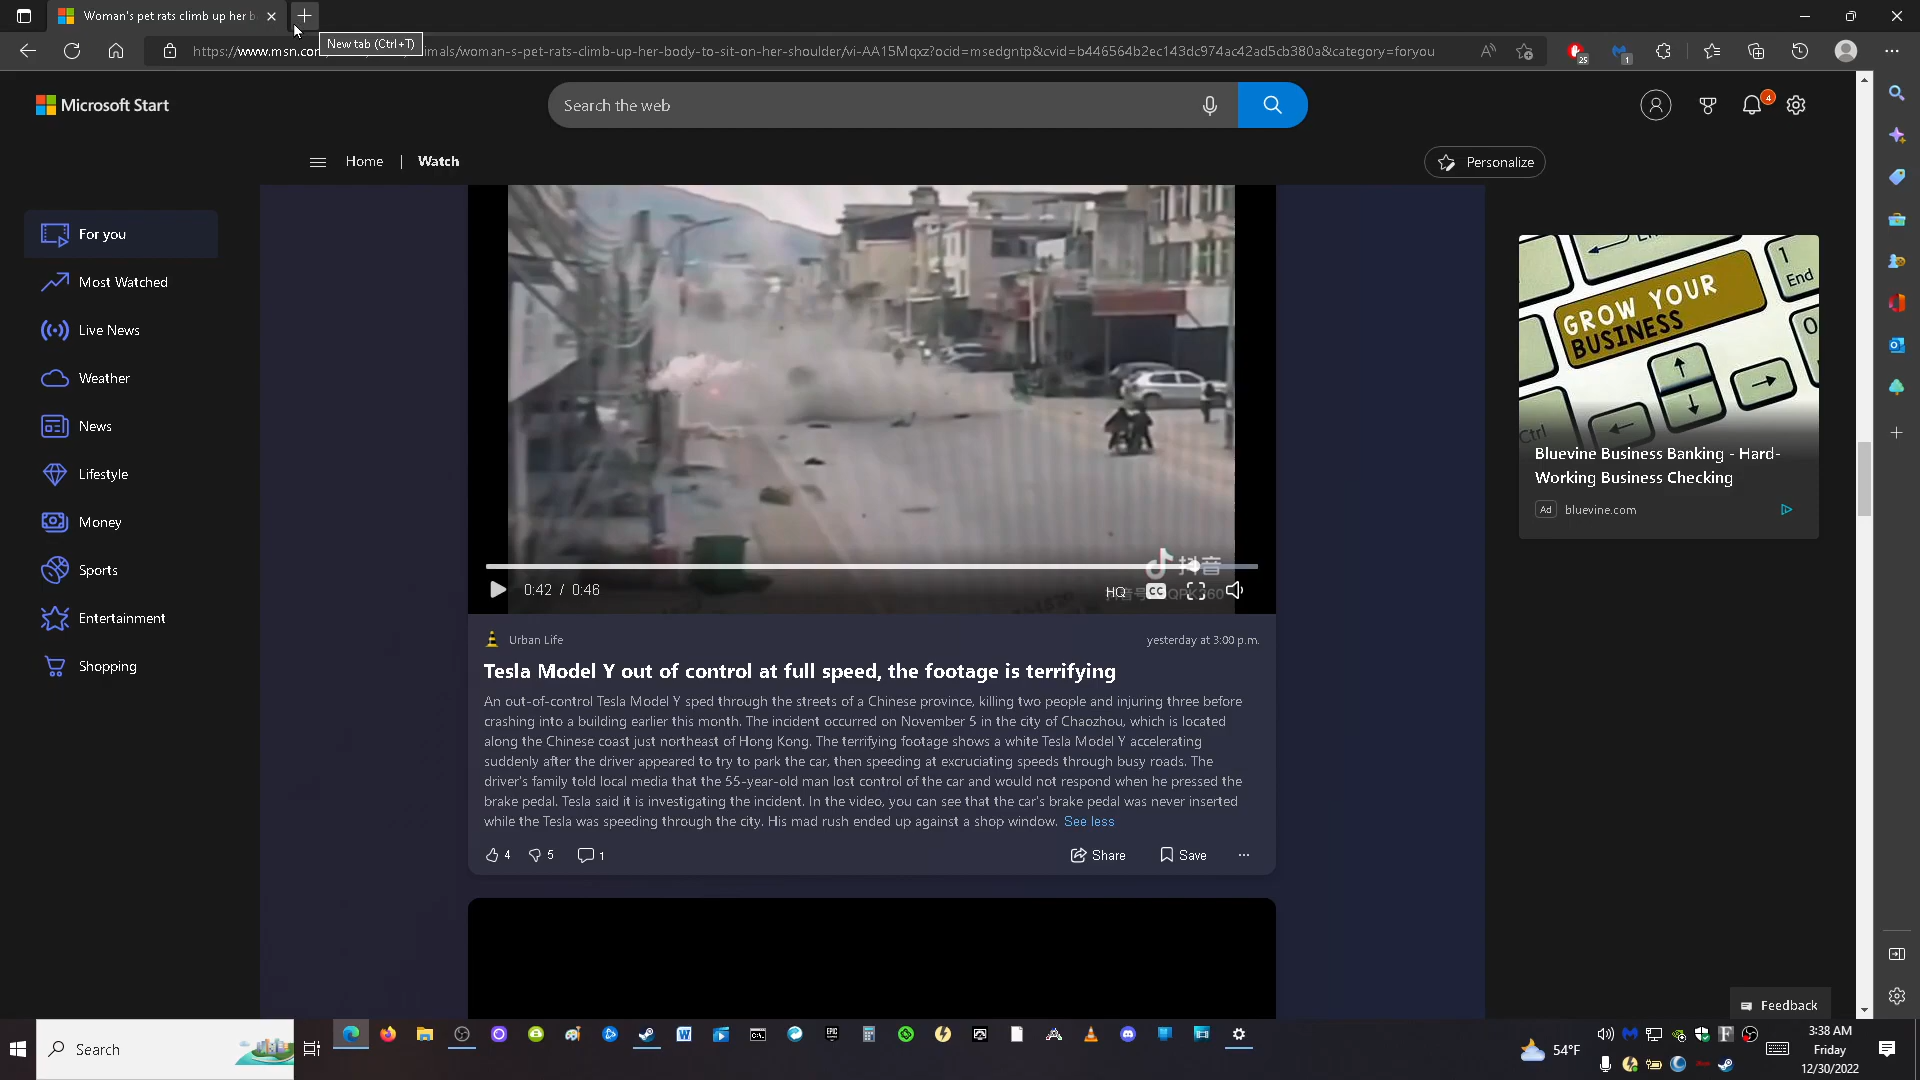 Woman's pet rats climb up her b
New tab (Ctrl+T)
https://www.msn.co
imals/woman-s-pet-rats-climb-up-her-body-to-sit-on-her-shoulder/vi-AA15Mqxz?ocid=msedgntp&cvid=b446564b2ec143dc974ac42ad5cb380a&category=foryou
25
1
Microsoft Start
Search the web
4
Home | Watch
Personalize
For you
Most Watched
Live News
Weather
News
Lifestyle
Money
Sports
Entertainment
Shopping
抖音
0:42 / 0:46
HQ
CC
Urban Life
yesterday at 3:00 p.m.
Tesla Model Y out of control at full speed, the footage is terrifying
An out-of-control Tesla Model Y sped through the streets of a Chinese province, killing two people and injuring three before
crashing into a building earlier this month. The incident occurred on November 5 in the city of Chaozhou, which is located
along the Chinese coast just northeast of Hong Kong. The terrifying footage shows a white Tesla Model Y accelerating
suddenly after the driver appeared to try to park the car, then speeding at excruciating speeds through busy roads. The
driver's family told local media that the 55-year-old man lost control of the car and would not respond when he pressed the
brake pedal. Tesla said it is investigating the incident. In the video, you can see that the car's brake pedal was never inserted
while the Tesla was speeding through the city. His mad rush ended up against a shop window. See less
4
5
1
Share
Save
1
End
GROW YOUR
BUSINESS
Ctrl
Bluevine Business Banking - Hard-
Working Business Checking
Ad
bluevine.com
Feedback
Search
EPIC
54°F
3:38 AM
Friday
12/30/2022